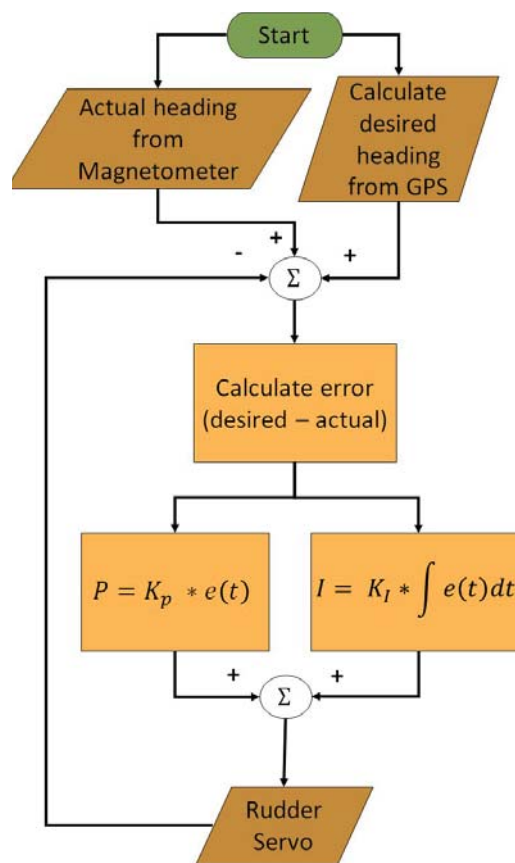 Start
Actual heading
from
Magnetometer
Calculate
desired
heading
from GPS
-
+
+
Σ
Calculate error
(desired – actual)
P = K_p * e(t)
I = K_I * ∫ e(t)dt
+
+
Σ
Rudder
Servo